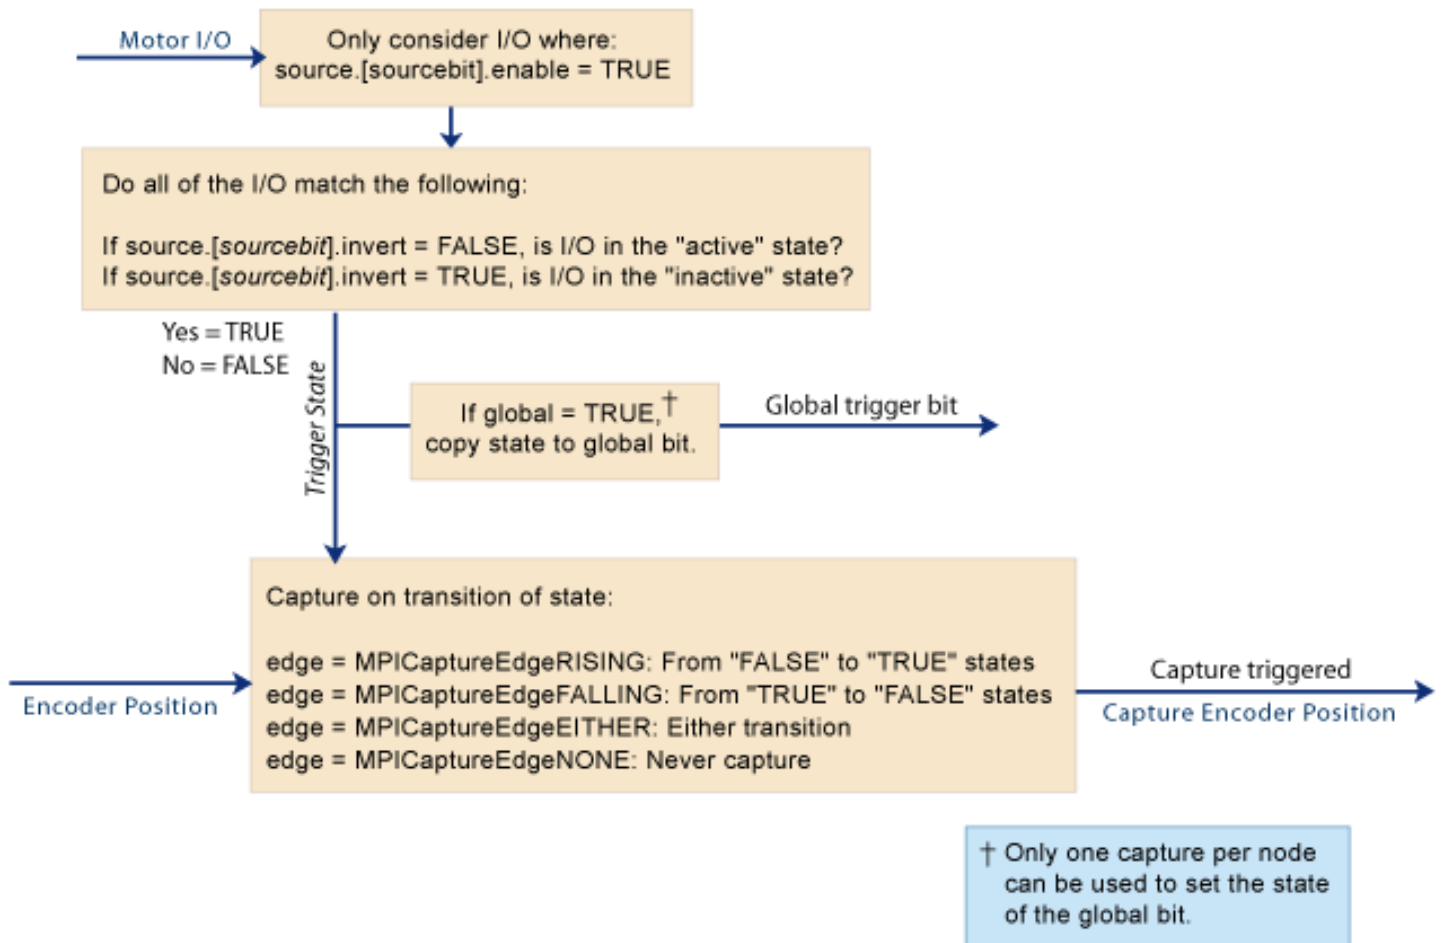 Motor I/O
Only consider I/O where:
source.[sourcebit].enable = TRUE
Do all of the I/O match the following:
If source.[sourcebit].invert = FALSE, is I/O in the "active" state?
If source.[sourcebit].invert = TRUE, is I/O in the "inactive" state?
Yes = TRUE
No = FALSE
Trigger State
If global = TRUE,†
copy state to global bit.
Global trigger bit
Capture on transition of state:
edge = MPICaptureEdgeRISING: From "FALSE" to "TRUE" states
edge = MPICaptureEdgeFALLING: From "TRUE" to "FALSE" states
edge = MPICaptureEdgeEITHER: Either transition
edge = MPICaptureEdgeNONE: Never capture
Encoder Position
Capture triggered
Capture Encoder Position
† Only one capture per node
can be used to set the state
of the global bit.